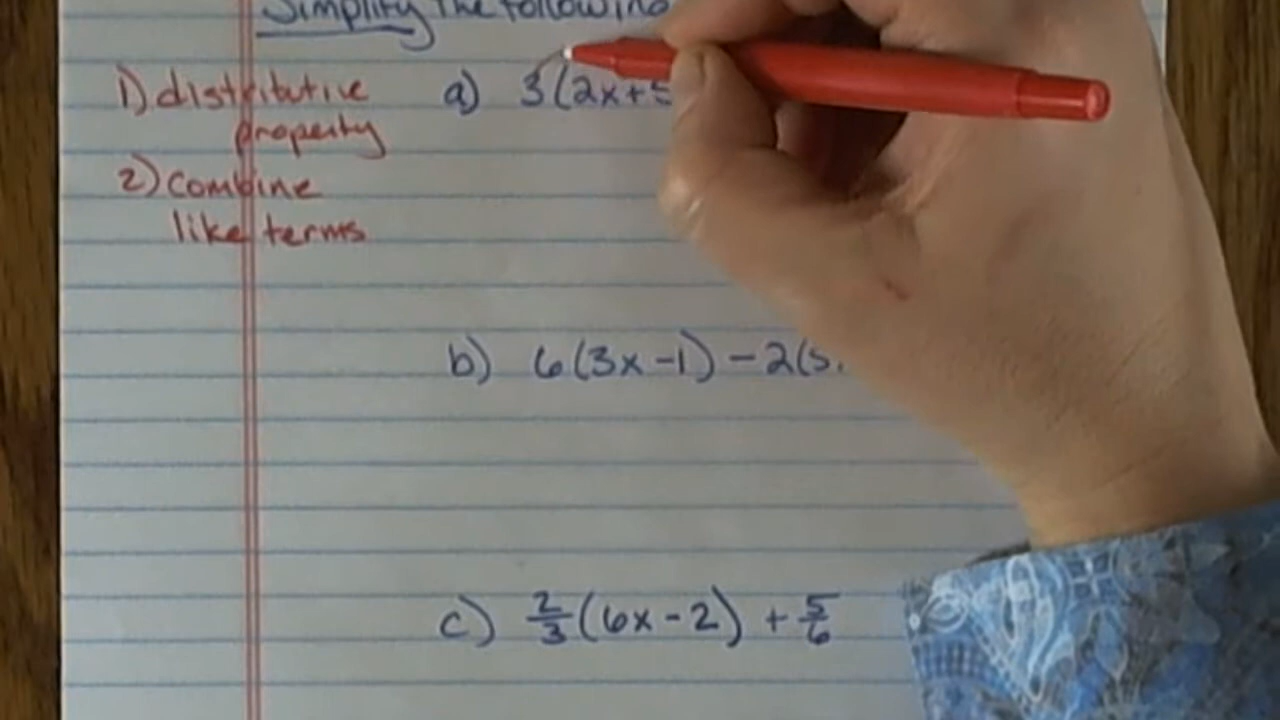 Simplify the following
1) distributive
property
a) 3(2x+5
2) combine
like terms
b) 6(3x-1)-2(5
c) 2/3(6x-2)+5/6